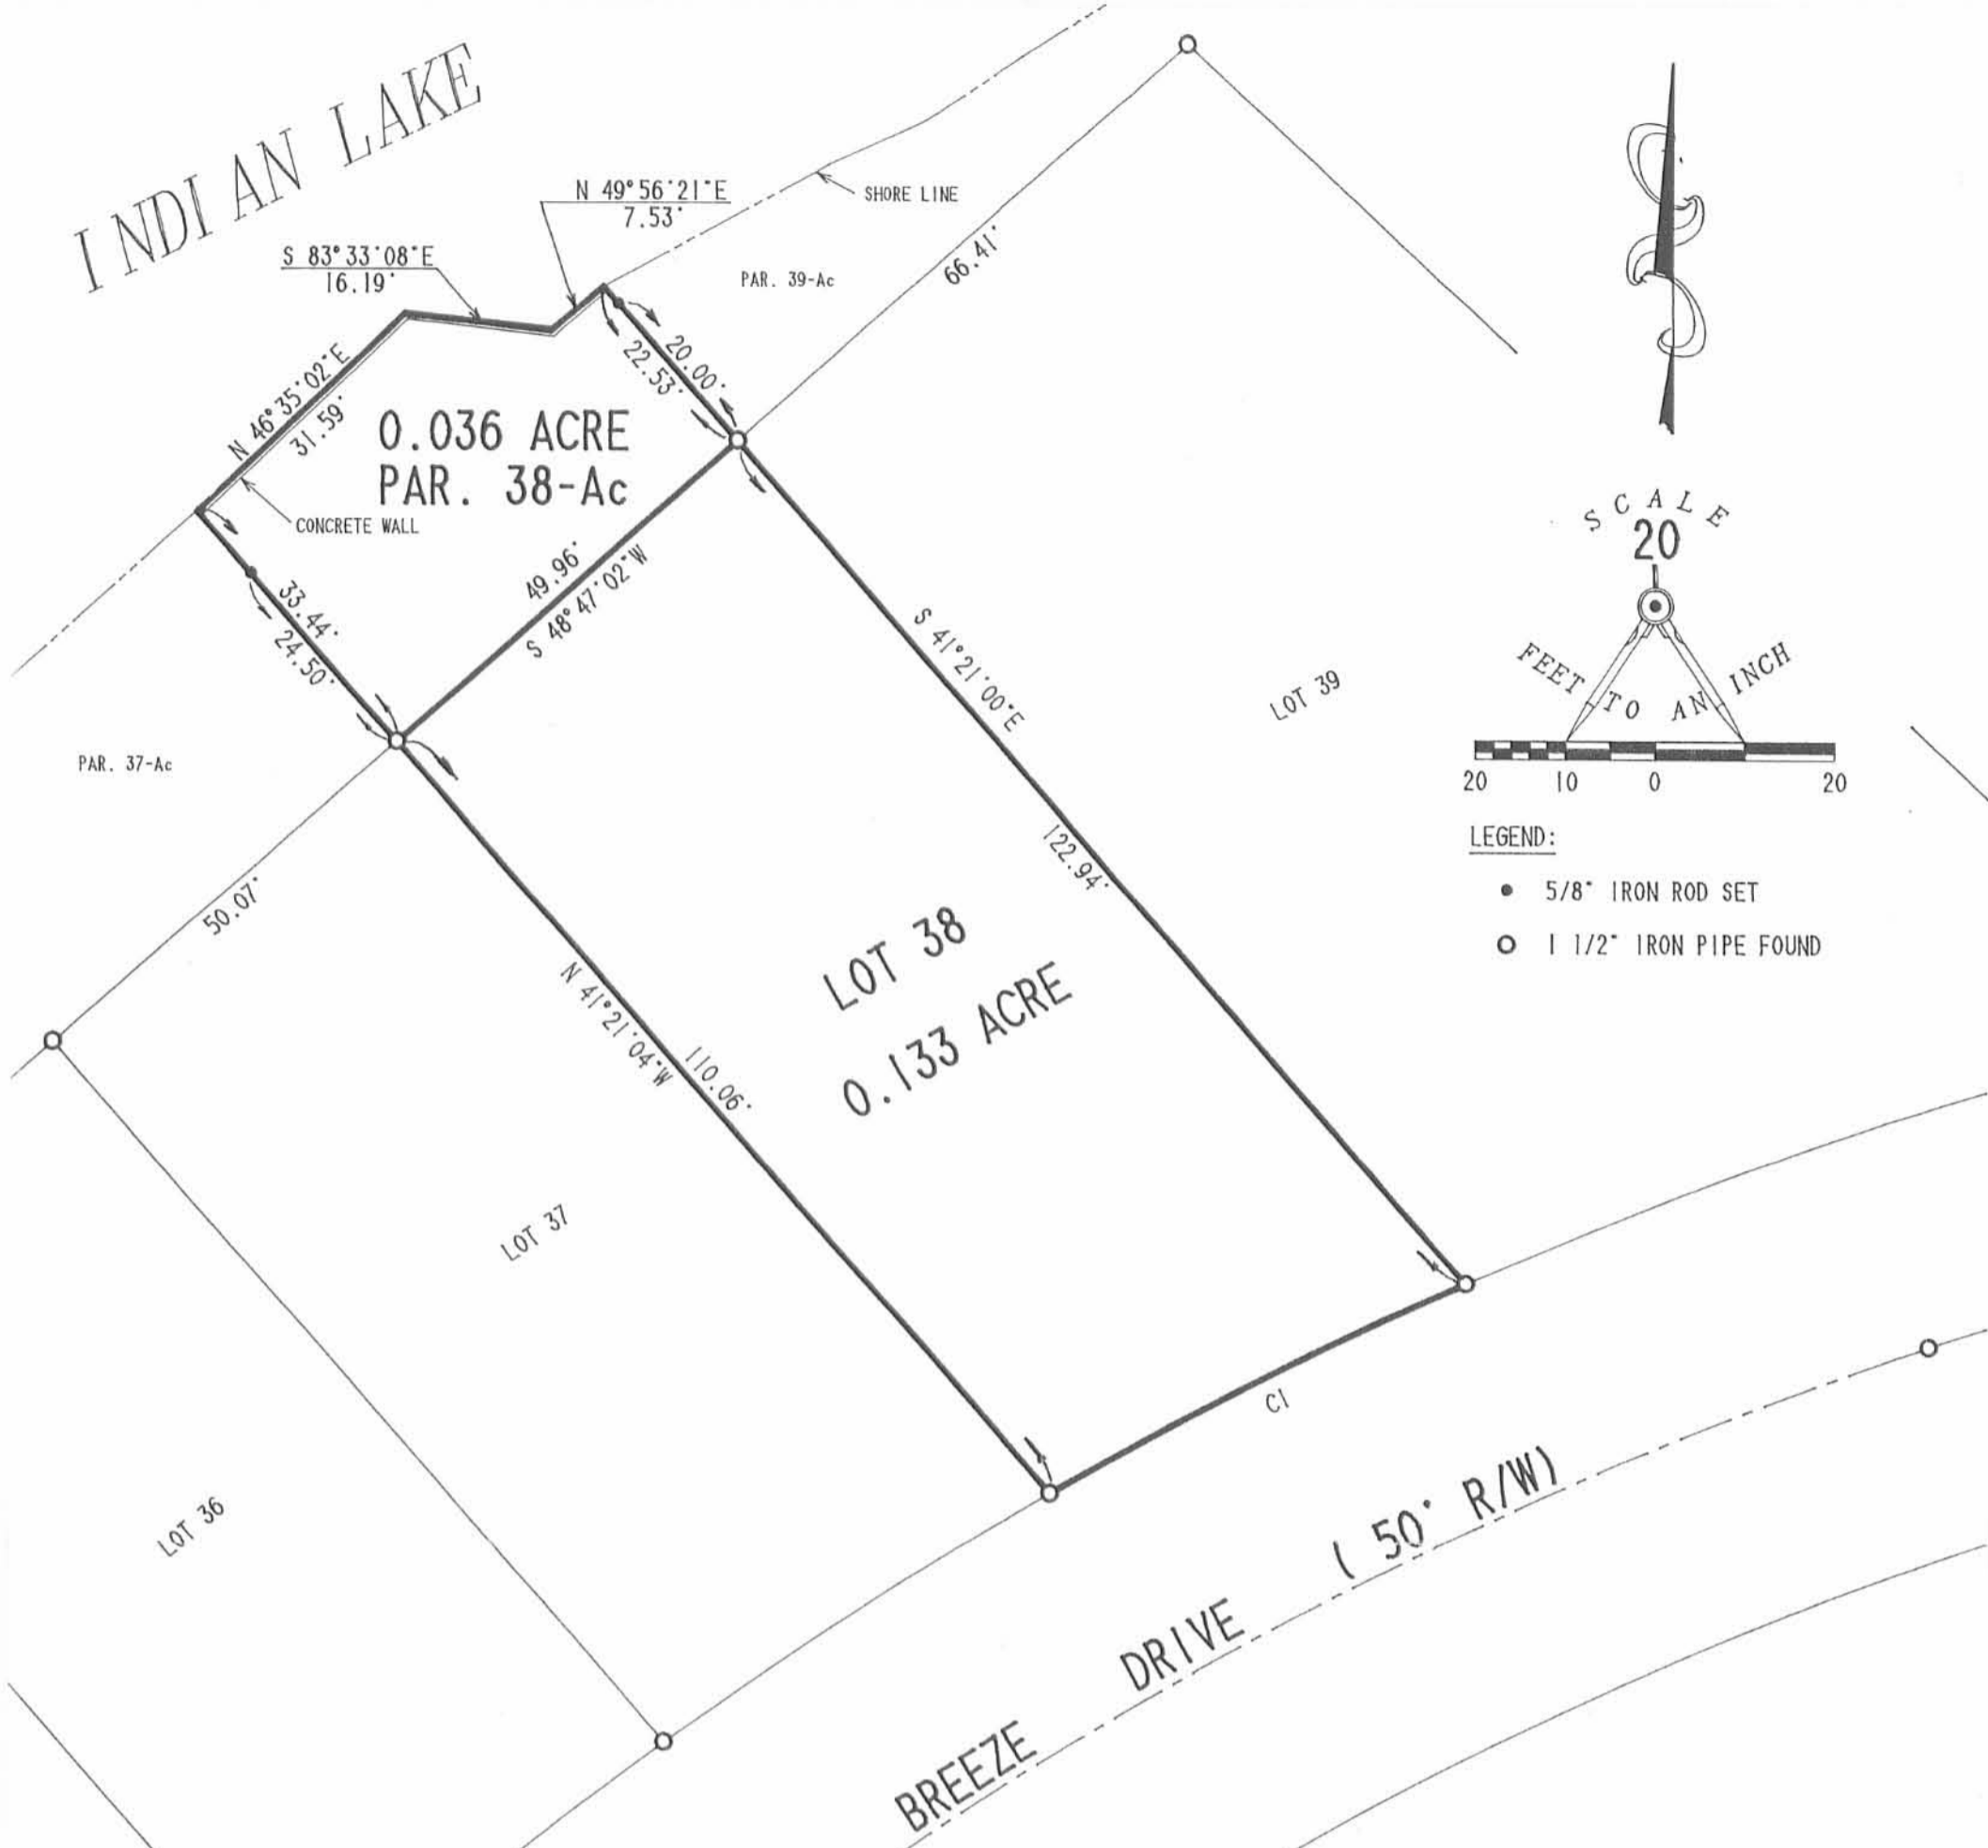 INDIAN LAKE
N 49°56'21"E
7.53'
SHORE LINE
S 83°33'08"E
16.19'
PAR. 39-Ac
66.41'
N 46°35'02"E
31.59'
20.00'
22.53'
0.036 ACRE
PAR. 38-Ac
CONCRETE WALL
49.96'
S 48°47'02"W
33.44'
24.50'
PAR. 37-Ac
50.07'
S 41°21'00"E
122.94'
LOT 39
SCALE
20
FEET TO AN INCH
20 10 0 20
LEGEND:
5/8" IRON ROD SET
1 1/2" IRON PIPE FOUND
N 41°21'04"W
110.06'
LOT 38
0.133 ACRE
LOT 37
LOT 36
C1
BREEZE DRIVE ( 50' R/W)